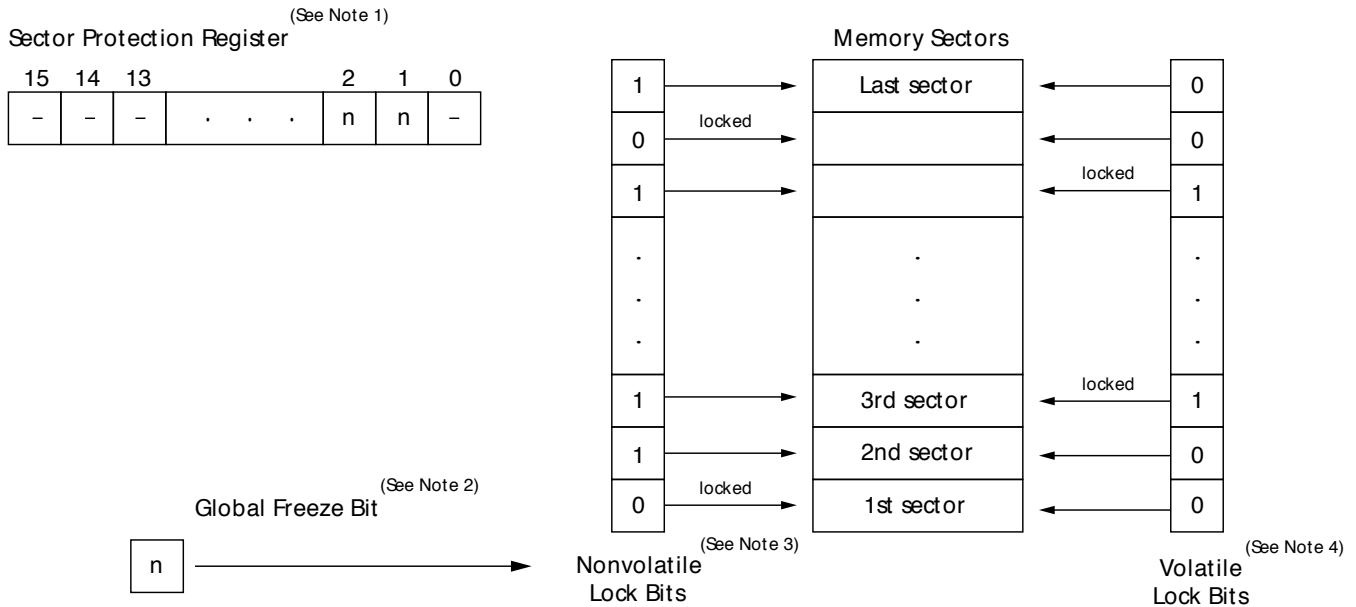 (See Note 1)
Sector Protection Register
15 14 13 2 1 0
– – – . . . n n –
Memory Sectors
1 Last sector 0
0 locked 0
1 locked 1
. . .
. . .
. . .
1 3rd sector locked 1
1 2nd sector 0
0 locked 1st sector 0
Global Freeze Bit (See Note 2)
n
Nonvolatile Lock Bits (See Note 3)
Volatile Lock Bits (See Note 4)